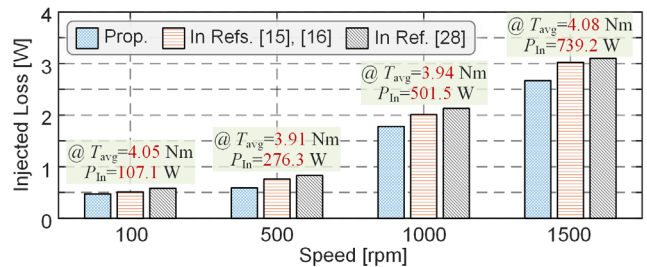 Prop. In Refs. [15], [16] In Ref. [28]
Injected Loss [W]
4
3
2
1
0
@ Tavg=4.05 Nm
PIn=107.1 W
@ Tavg=3.91 Nm
PIn=276.3 W
@ Tavg=3.94 Nm
PIn=501.5 W
@ Tavg=4.08 Nm
PIn=739.2 W
100 500 1000 1500
Speed [rpm]